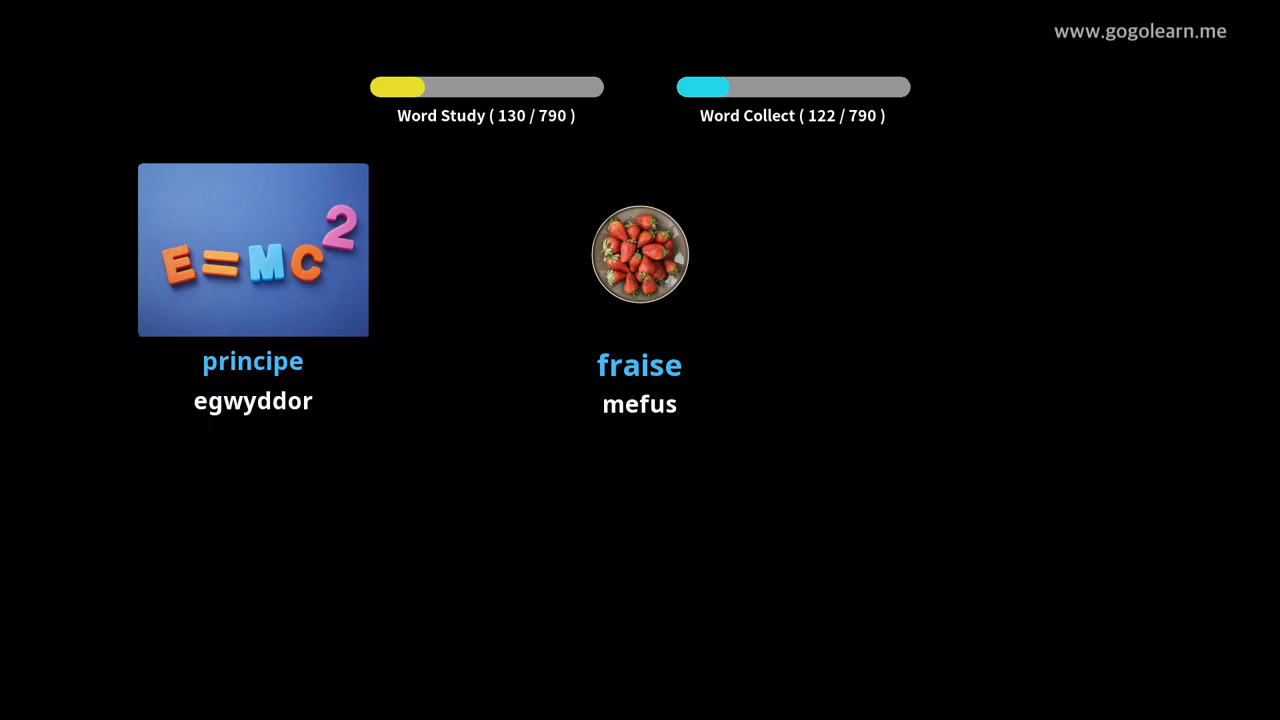 www.gogolearn.me
Word Study ( 130 / 790 )
Word Collect ( 122 / 790 )
E=MC2
principe
egwyddor
fraise
mefus